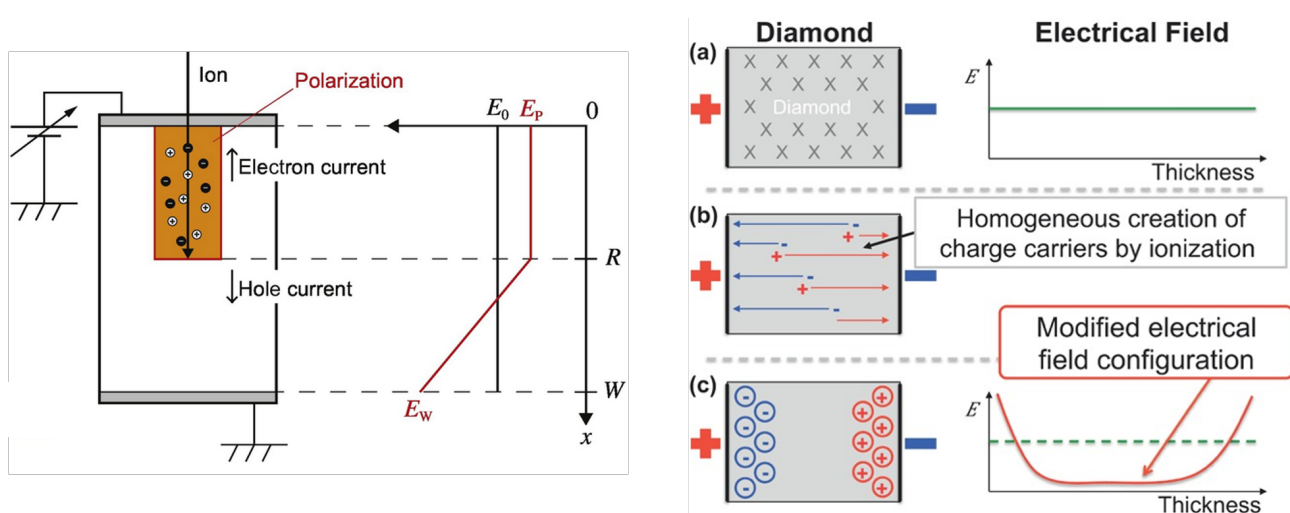 Ion
Polarization
E0 EP 0
Electron current
R
Hole current
W
EW
x
Diamond
Electrical Field
(a)
E
X X X X X
X X X X
X Diamond X
X X X X
X X X X X
+
Thickness
(b)
Homogeneous creation of
charge carriers by ionization
Modified electrical
field configuration
(c)
E
Thickness